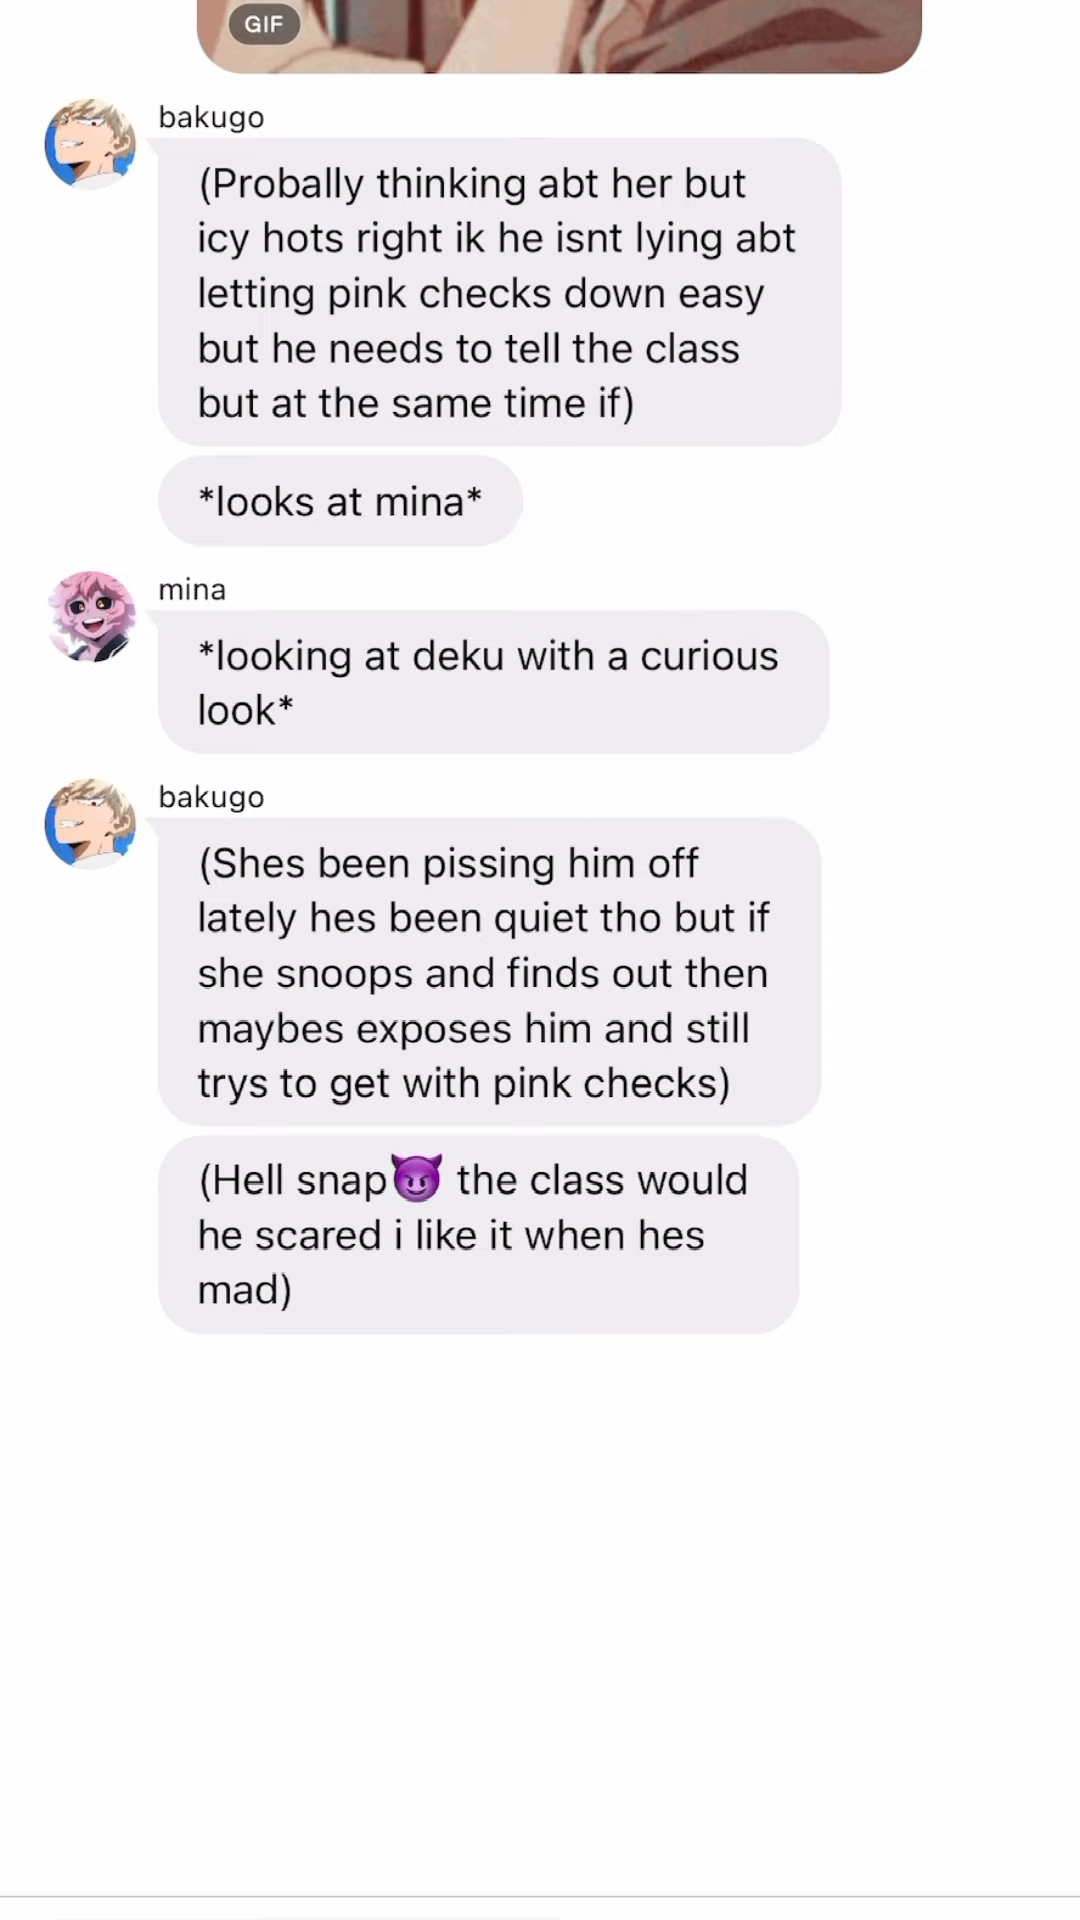 GIF
bakugo
(Probally thinking abt her but
icy hots right ik he isnt lying abt
letting pink checks down easy
but he needs to tell the class
but at the same time if)
*looks at mina*
mina
*looking at deku with a curious
look*
bakugo
(Shes been pissing him off
lately hes been quiet tho but if
she snoops and finds out then
maybes exposes him and still
trys to get with pink checks)
(Hell snap😈 the class would
he scared i like it when hes
mad)